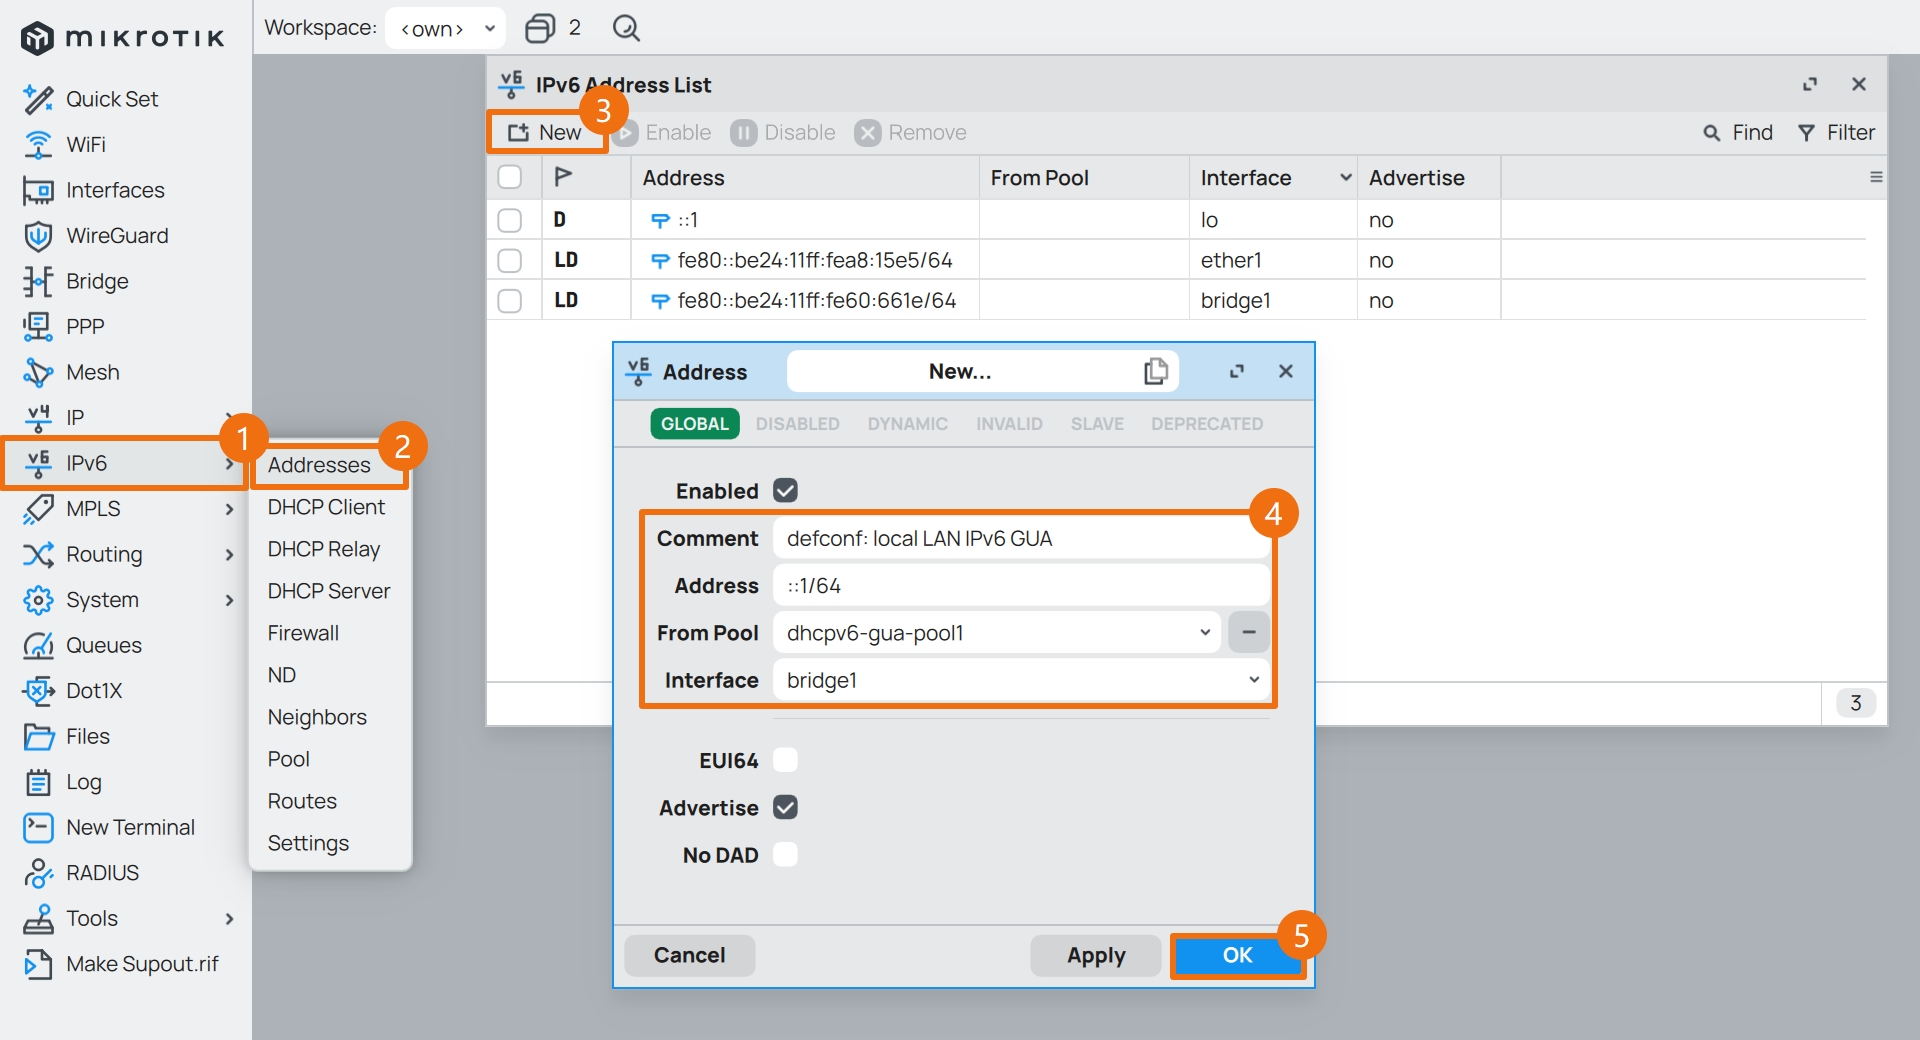 mikrotik
Workspace:
<own>
2
Quick Set
WiFi
Interfaces
WireGuard
Bridge
PPP
Mesh
v4 IP
v6 IPv6
1
MPLS
Routing
System
Queues
Dot1X
Files
Log
New Terminal
RADIUS
Tools
Make Supout.rif
Addresses
2
DHCP Client
DHCP Relay
DHCP Server
Firewall
ND
Neighbors
Pool
Routes
Settings
v6 IPv6 Address List
3
New
Enable
Disable
Remove
Find
Filter
Address From Pool Interface Advertise
D ::1 lo no
LD fe80::be24:11ff:fea8:15e5/64 ether1 no
LD fe80::be24:11ff:fe60:661e/64 bridge1 no
3
v6 Address
New...
GLOBAL DISABLED DYNAMIC INVALID SLAVE DEPRECATED
Enabled
4
Comment defconf: local LAN IPv6 GUA
Address ::1/64
From Pool dhcpv6-gua-pool1
Interface bridge1
EUI64
Advertise
No DAD
Cancel
Apply
OK
5